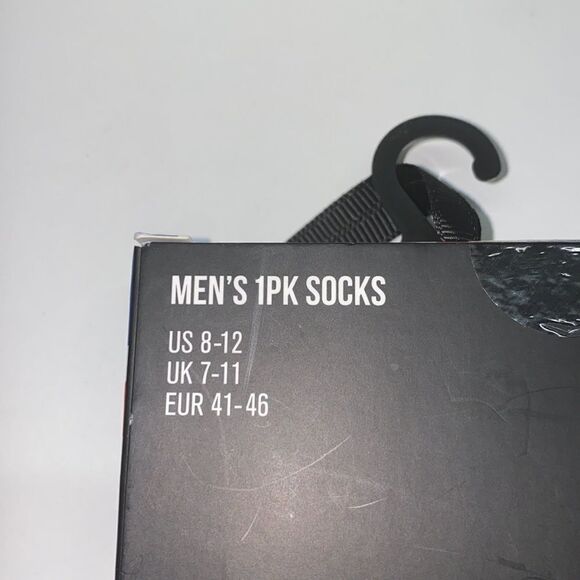 MEN'S 1PK SOCKS
US 8-12
UK 7-11
EUR 41-46